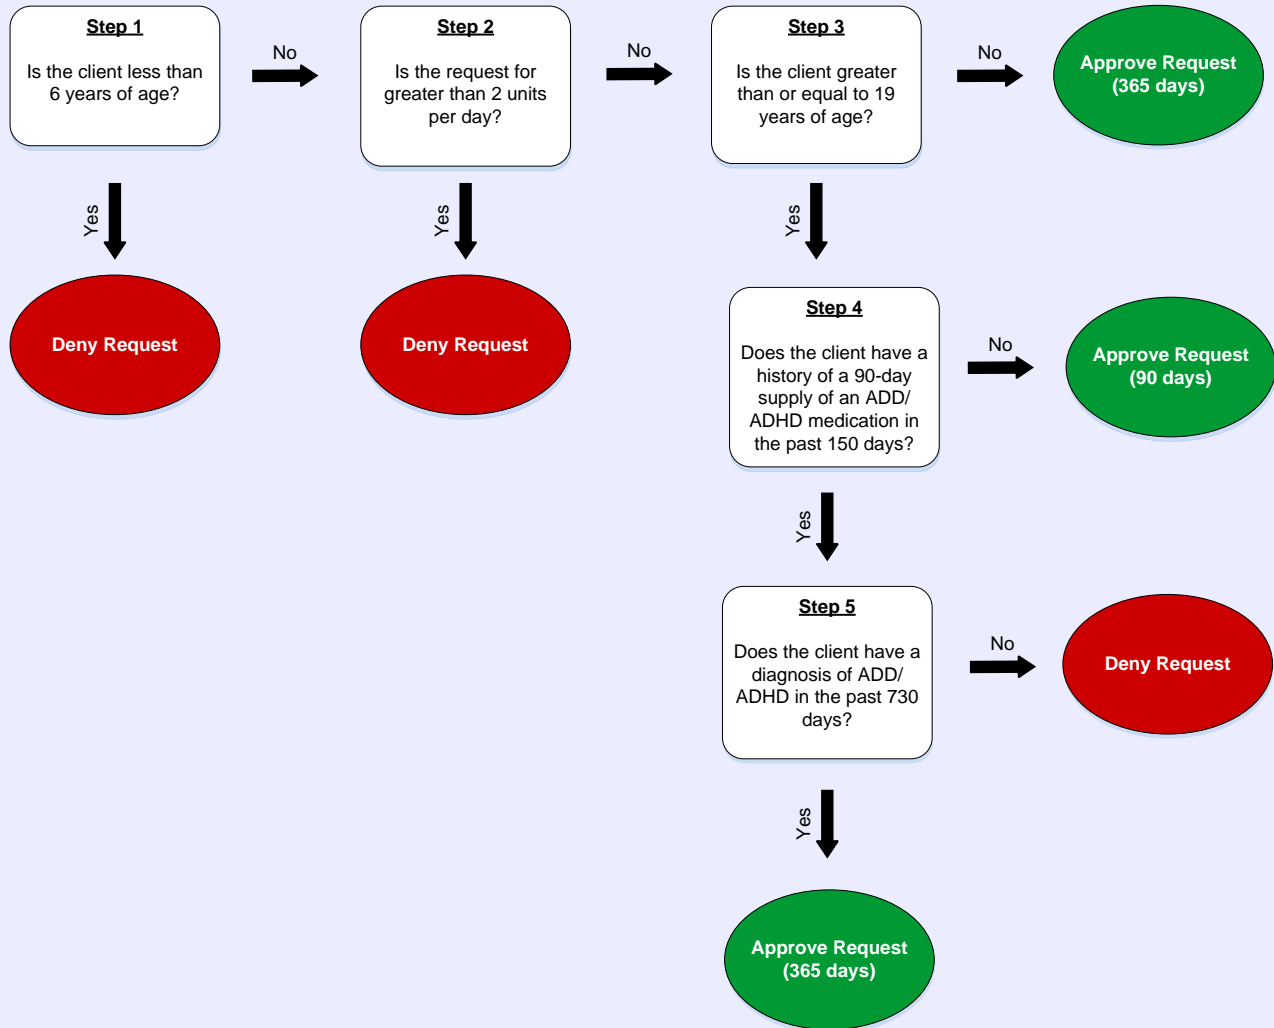 Step 1
Is the client less than
6 years of age?
No
Step 2
Is the request for
greater than 2 units
per day?
No
Step 3
Is the client greater
than or equal to 19
years of age?
No
Approve Request
(365 days)
Yes
Yes
Yes
Deny Request
Deny Request
Step 4
Does the client have a
history of a 90-day
supply of an ADD/
ADHD medication in
the past 150 days?
No
Approve Request
(90 days)
Yes
Step 5
Does the client have a
diagnosis of ADD/
ADHD in the past 730
days?
No
Deny Request
Yes
Approve Request
(365 days)